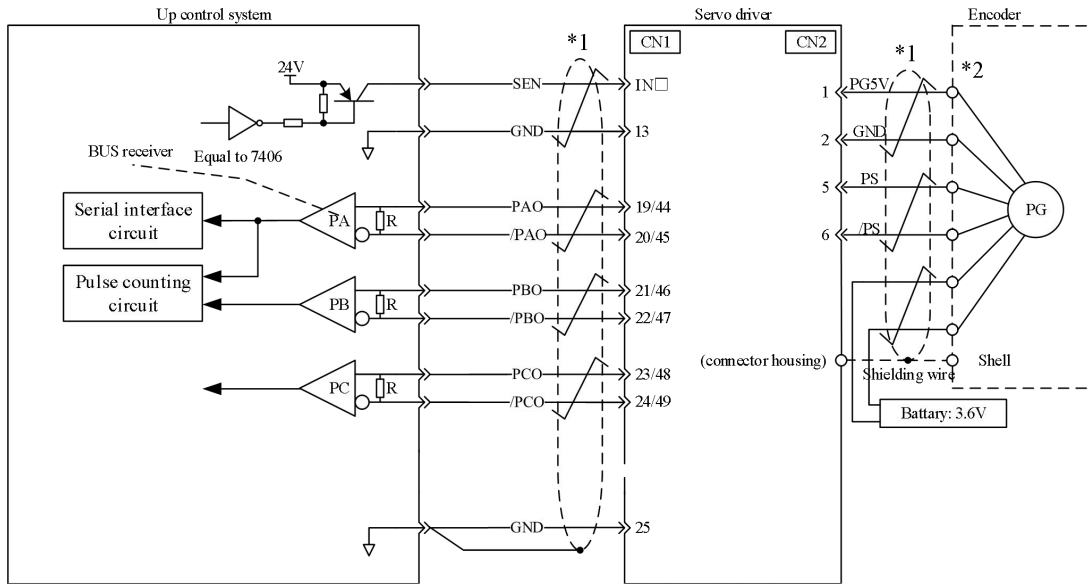 Up control system
Servo driver
Encoder
CN1
CN2
*1
*1
*2
24V
SEN
IN□
1
PG5V
GND
13
2
GND
BUS receiver
Equal to 7406
5
PS
Serial interface
circuit
PA
R
PAO
19/44
/PAO
20/45
6
/PS
PG
Pulse counting
circuit
PB
R
PBO
21/46
/PBO
22/47
PC
R
PCO
23/48
/PCO
24/49
(connector housing)
Shielding wire
Shell
Battary: 3.6V
GND
25